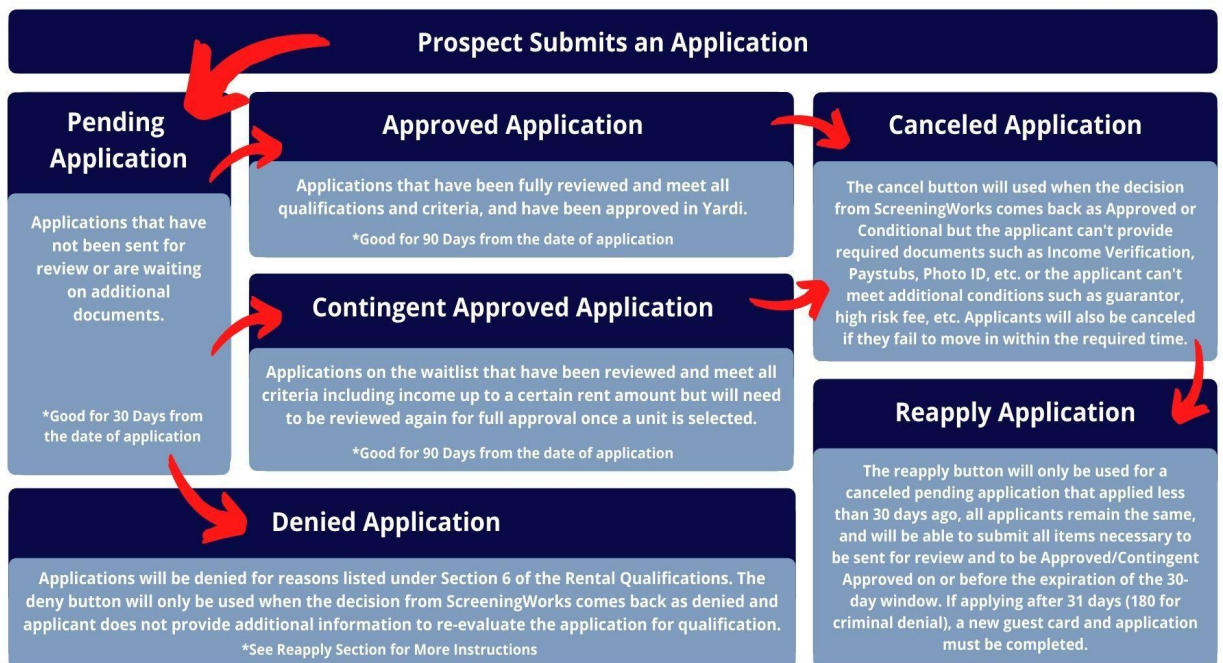 Prospect Submits an Application
Pending
Application
Applications that have
not been sent for
review or are waiting
on additional
documents.
*Good for 30 Days from
the date of application
Approved Application
Applications that have been fully reviewed and meet all
qualifications and criteria, and have been approved in Yardi.
*Good for 90 Days from the date of application
Contingent Approved Application
Applications on the waitlist that have been reviewed and meet all
criteria including income up to a certain rent amount but will need
to be reviewed again for full approval once a unit is selected.
*Good for 90 Days from the date of application
Denied Application
Applications will be denied for reasons listed under Section 6 of the Rental Qualifications. The
deny button will only be used when the decision from ScreeningWorks comes back as denied and
applicant does not provide additional information to re-evaluate the application for qualification.
*See Reapply Section for More Instructions
Canceled Application
The cancel button will used when the decision
from ScreeningWorks comes back as Approved or
Conditional but the applicant can't provide
required documents such as Income Verification,
Paystubs, Photo ID, etc. or the applicant can't
meet additional conditions such as guarantor,
high risk fee, etc. Applicants will also be canceled
if they fail to move in within the required time.
Reapply Application
The reapply button will only be used for a
canceled pending application that applied less
than 30 days ago, all applicants remain the same,
and will be able to submit all items necessary to
be sent for review and to be Approved/Contingent
Approved on or before the expiration of the 30-
day window. If applying after 31 days (180 for
criminal denial), a new guest card and application
must be completed.